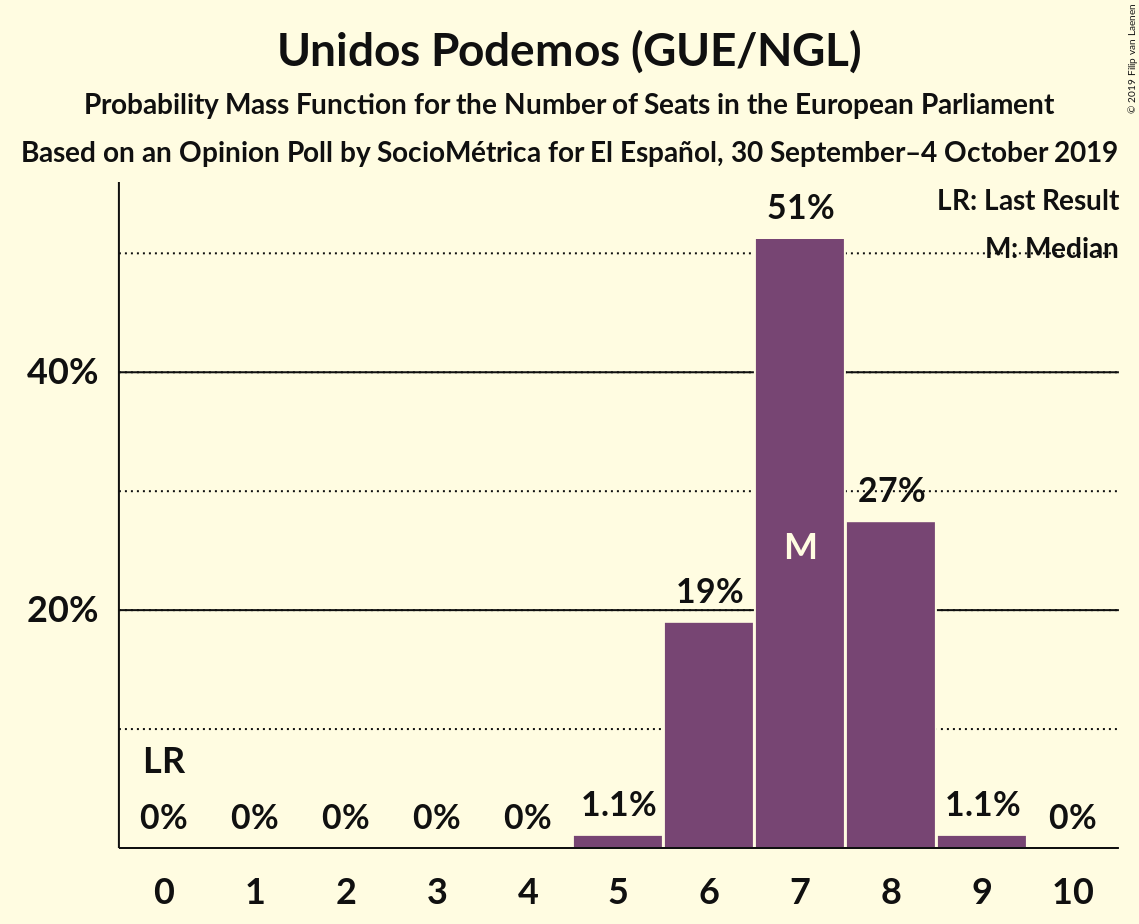 Unidos Podemos (GUE/NGL)
Probability Mass Function for the Number of Seats in the European Parliament
Based on an Opinion Poll by SocioMétrica for El Español, 30 September–4 October 2019
© 2019 Filip van Laenen
LR: Last Result
M: Median
51%
40%
27%
M
19%
20%
LR
0% 0% 0% 0% 0% 1.1% 1.1% 0%
0 1 2 3 4 5 6 7 8 9 10